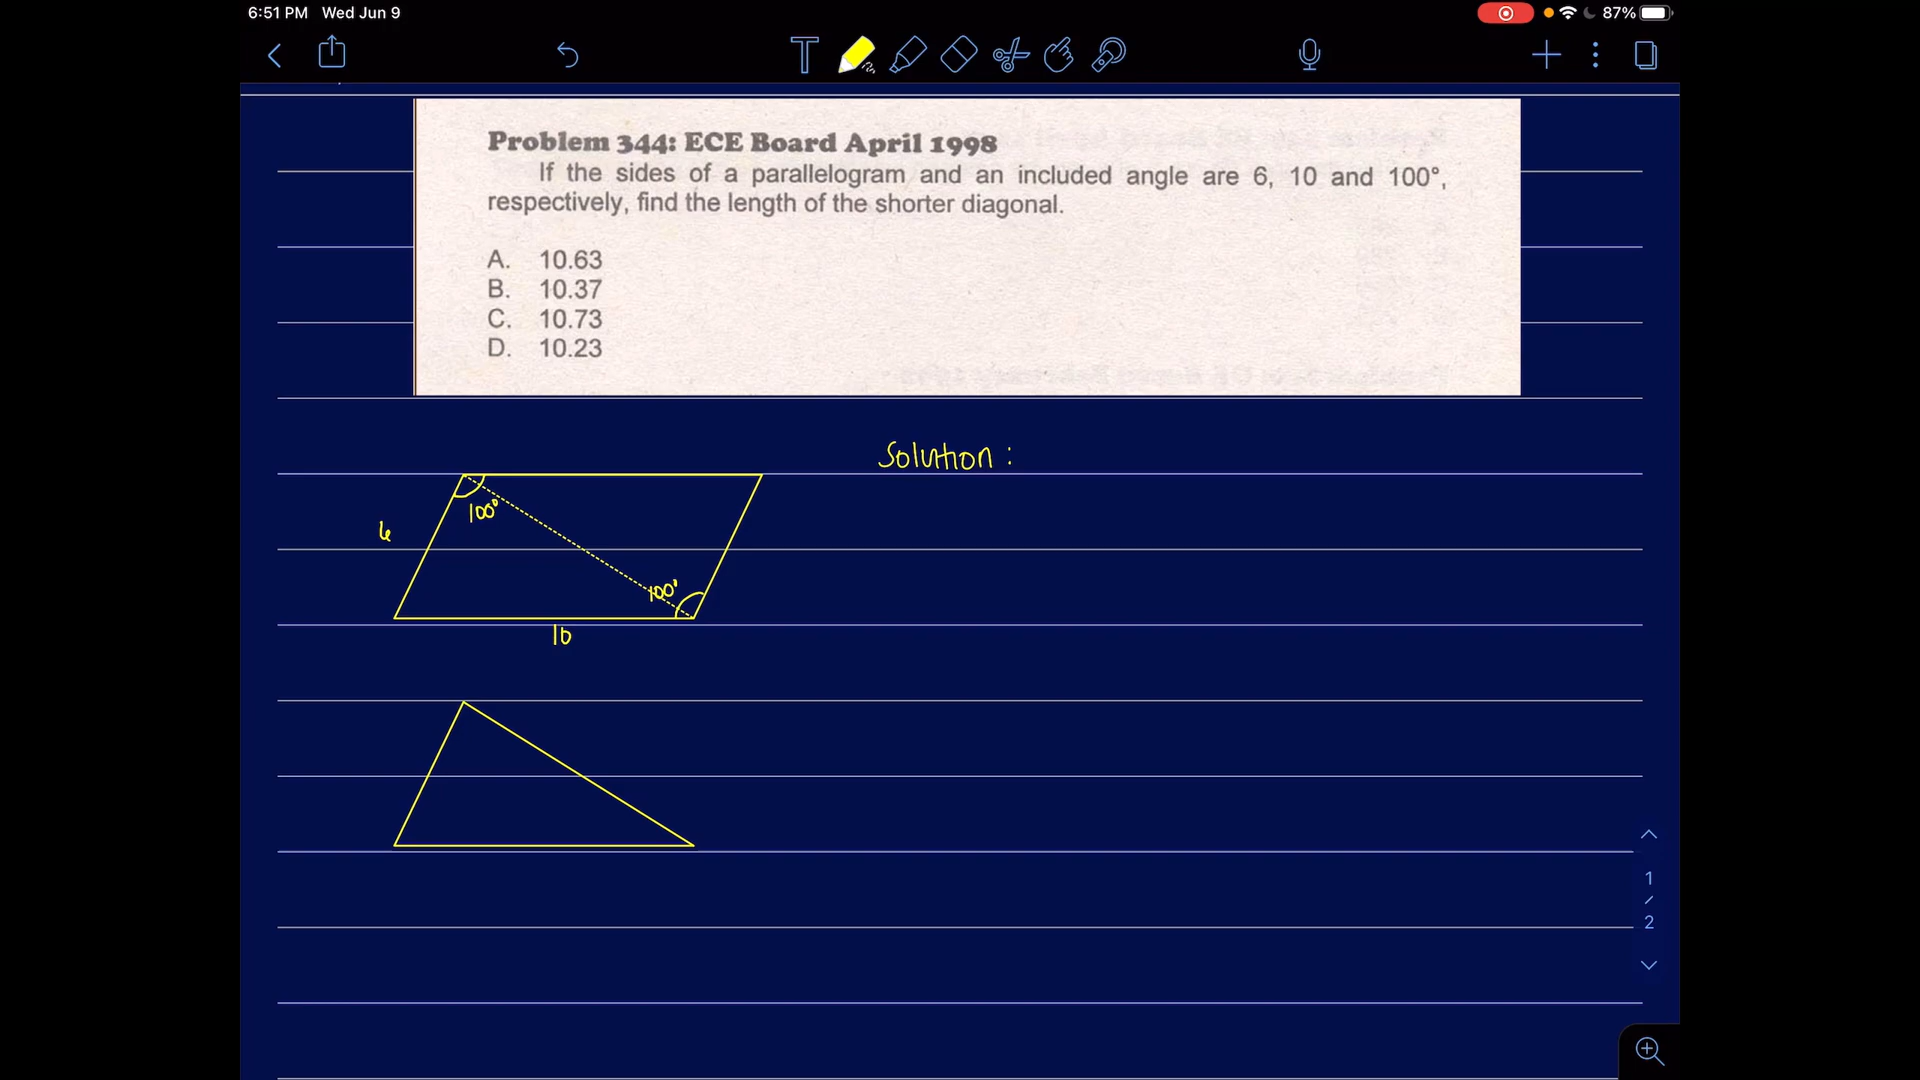 6:51 PM Wed Jun 9
87%
Problem 344: ECE Board April 1998
If the sides of a parallelogram and an included angle are 6, 10 and 100°,
respectively, find the length of the shorter diagonal.
A. 10.63
B. 10.37
C. 10.73
D. 10.23
Solution :
100°
6
100°
10
1
/
2